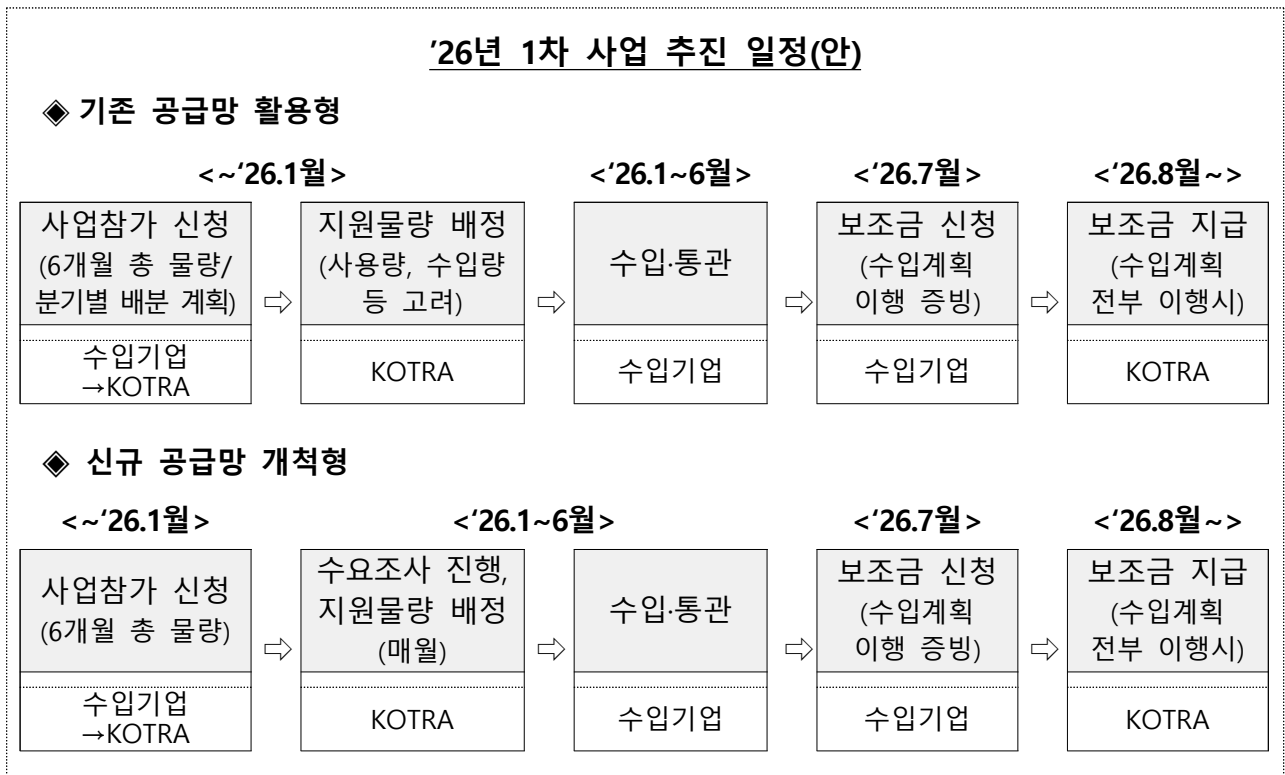 ’26년 1차 사업 추진 일정(안)
◈ 기존 공급망 활용형
<~‘26.1월>
<‘26.1~6월>
<‘26.7월>
<‘26.8월~>
사업참가 신청
(6개월 총 물량/
분기별 배분 계획)
수입기업
→KOTRA
⇨
지원물량 배정
(사용량, 수입량
등 고려)
KOTRA
⇨
수입·통관
수입기업
⇨
보조금 신청
(수입계획
이행 증빙)
수입기업
⇨
보조금 지급
(수입계획
전부 이행시)
KOTRA
◈ 신규 공급망 개척형
<~‘26.1월>
<‘26.1~6월>
<‘26.7월>
<‘26.8월~>
사업참가 신청
(6개월 총 물량)
수입기업
→KOTRA
⇨
수요조사 진행,
지원물량 배정
(매월)
KOTRA
⇨
수입·통관
수입기업
⇨
보조금 신청
(수입계획
이행 증빙)
수입기업
⇨
보조금 지급
(수입계획
전부 이행시)
KOTRA